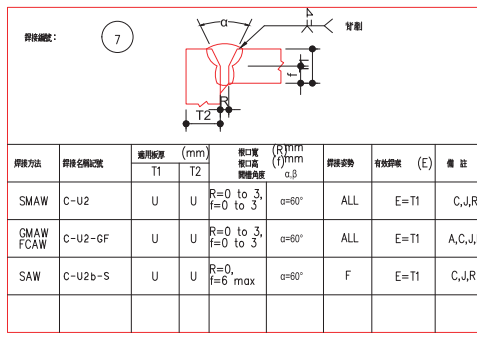 銲接編號： 7
α
背剷
f
T1
R
T2
銲接方法 銲接名稱記號 適用板厚 (mm) T1 T2 根口寬 (R)mm 根口高 (f)mm 開槽角度 α,β 銲接姿勢 有效銲喉 (E) 備 註
SMAW C-U2 U U R=0 to 3, f=0 to 3 α=60° ALL E=T1 C,J,R
GMAW FCAW C-U2-GF U U R=0 to 3, f=0 to 3 α=60° ALL E=T1 A,C,J,
SAW C-U2b-S U U R=0, f=6 max α=60° F E=T1 C,J,R